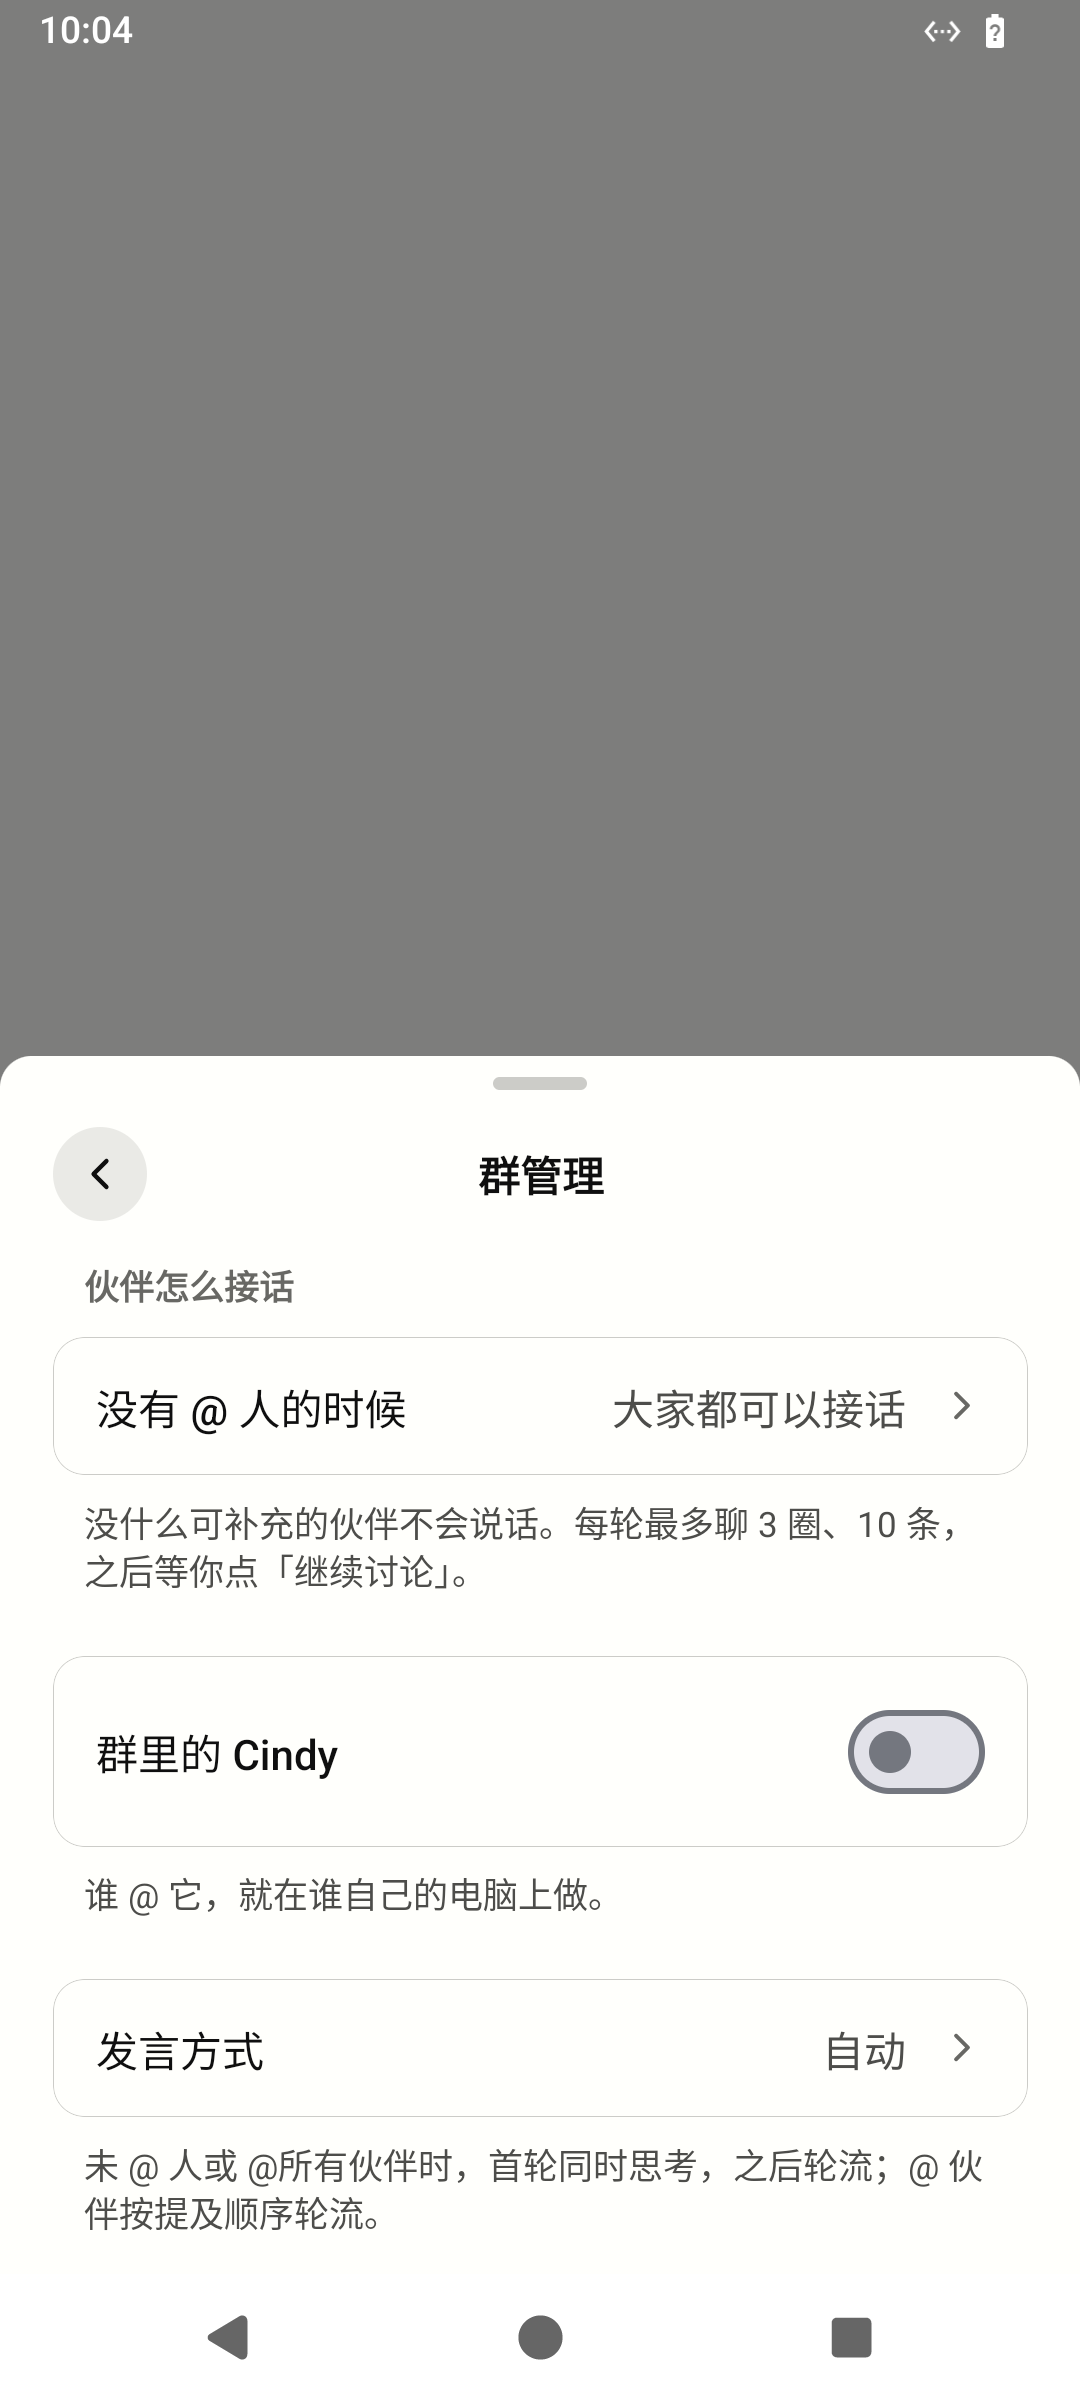 10:04
群管理
伙伴怎么接话
没有 @ 人的时候
大家都可以接话
没什么可补充的伙伴不会说话。每轮最多聊 3 圈、10 条，
之后等你点「继续讨论」。
群里的 Cindy
谁 @ 它，就在谁自己的电脑上做。
发言方式
自动
未 @ 人或 @所有伙伴时，首轮同时思考，之后轮流；@ 伙
伴按提及顺序轮流。